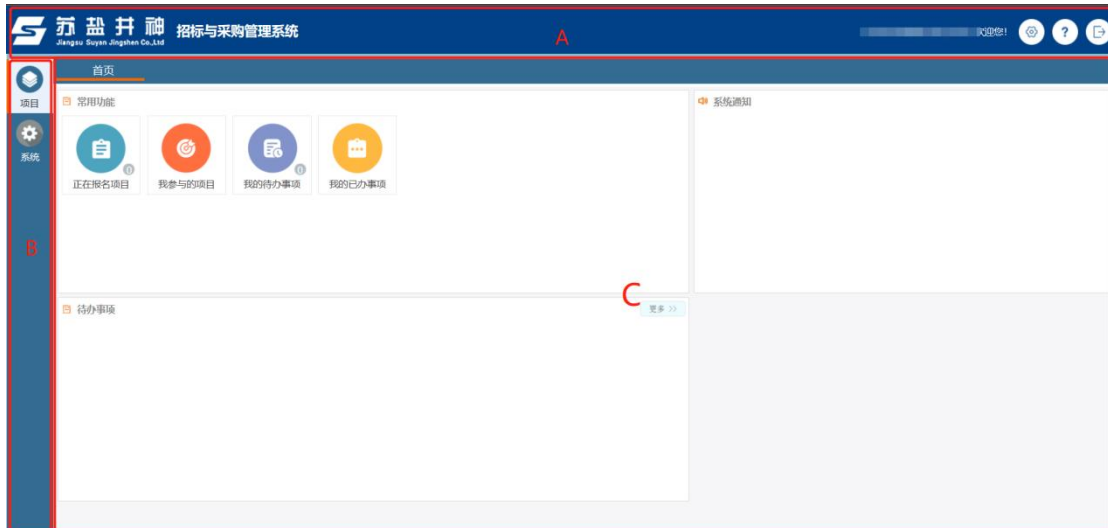 苏盐井神 招标与采购管理系统
Jiangsu Suyan Jingshen Co.,Ltd
A
欢迎您!
?
首页
项目
系统
常用功能
系统通知
0
0
正在报名项目 我参与的项目 我的待办事项 我的已办事项
B
C
待办事项
更多 >>